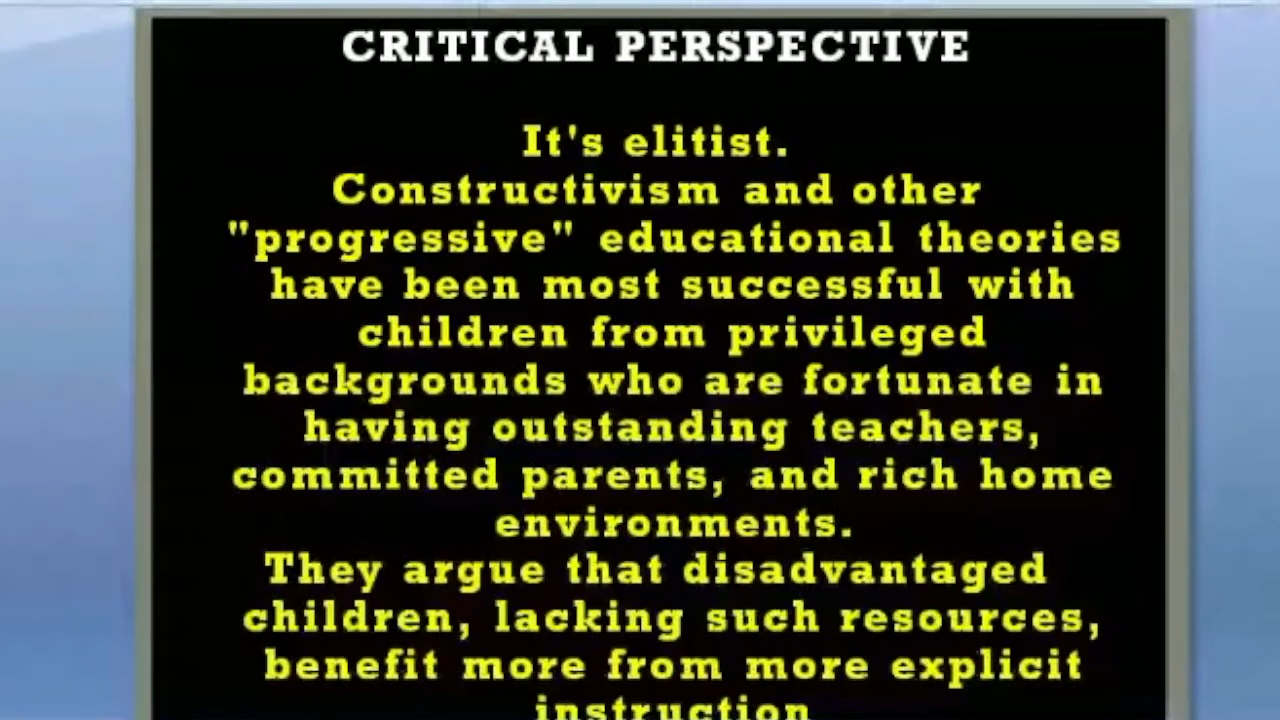 CRITICAL PERSPECTIVE
It's elitist.
Constructivism and other
"progressive" educational theories
have been most successful with
children from privileged
backgrounds who are fortunate in
having outstanding teachers,
committed parents, and rich home
environments.
They argue that disadvantaged
children, lacking such resources,
benefit more from more explicit
instruction